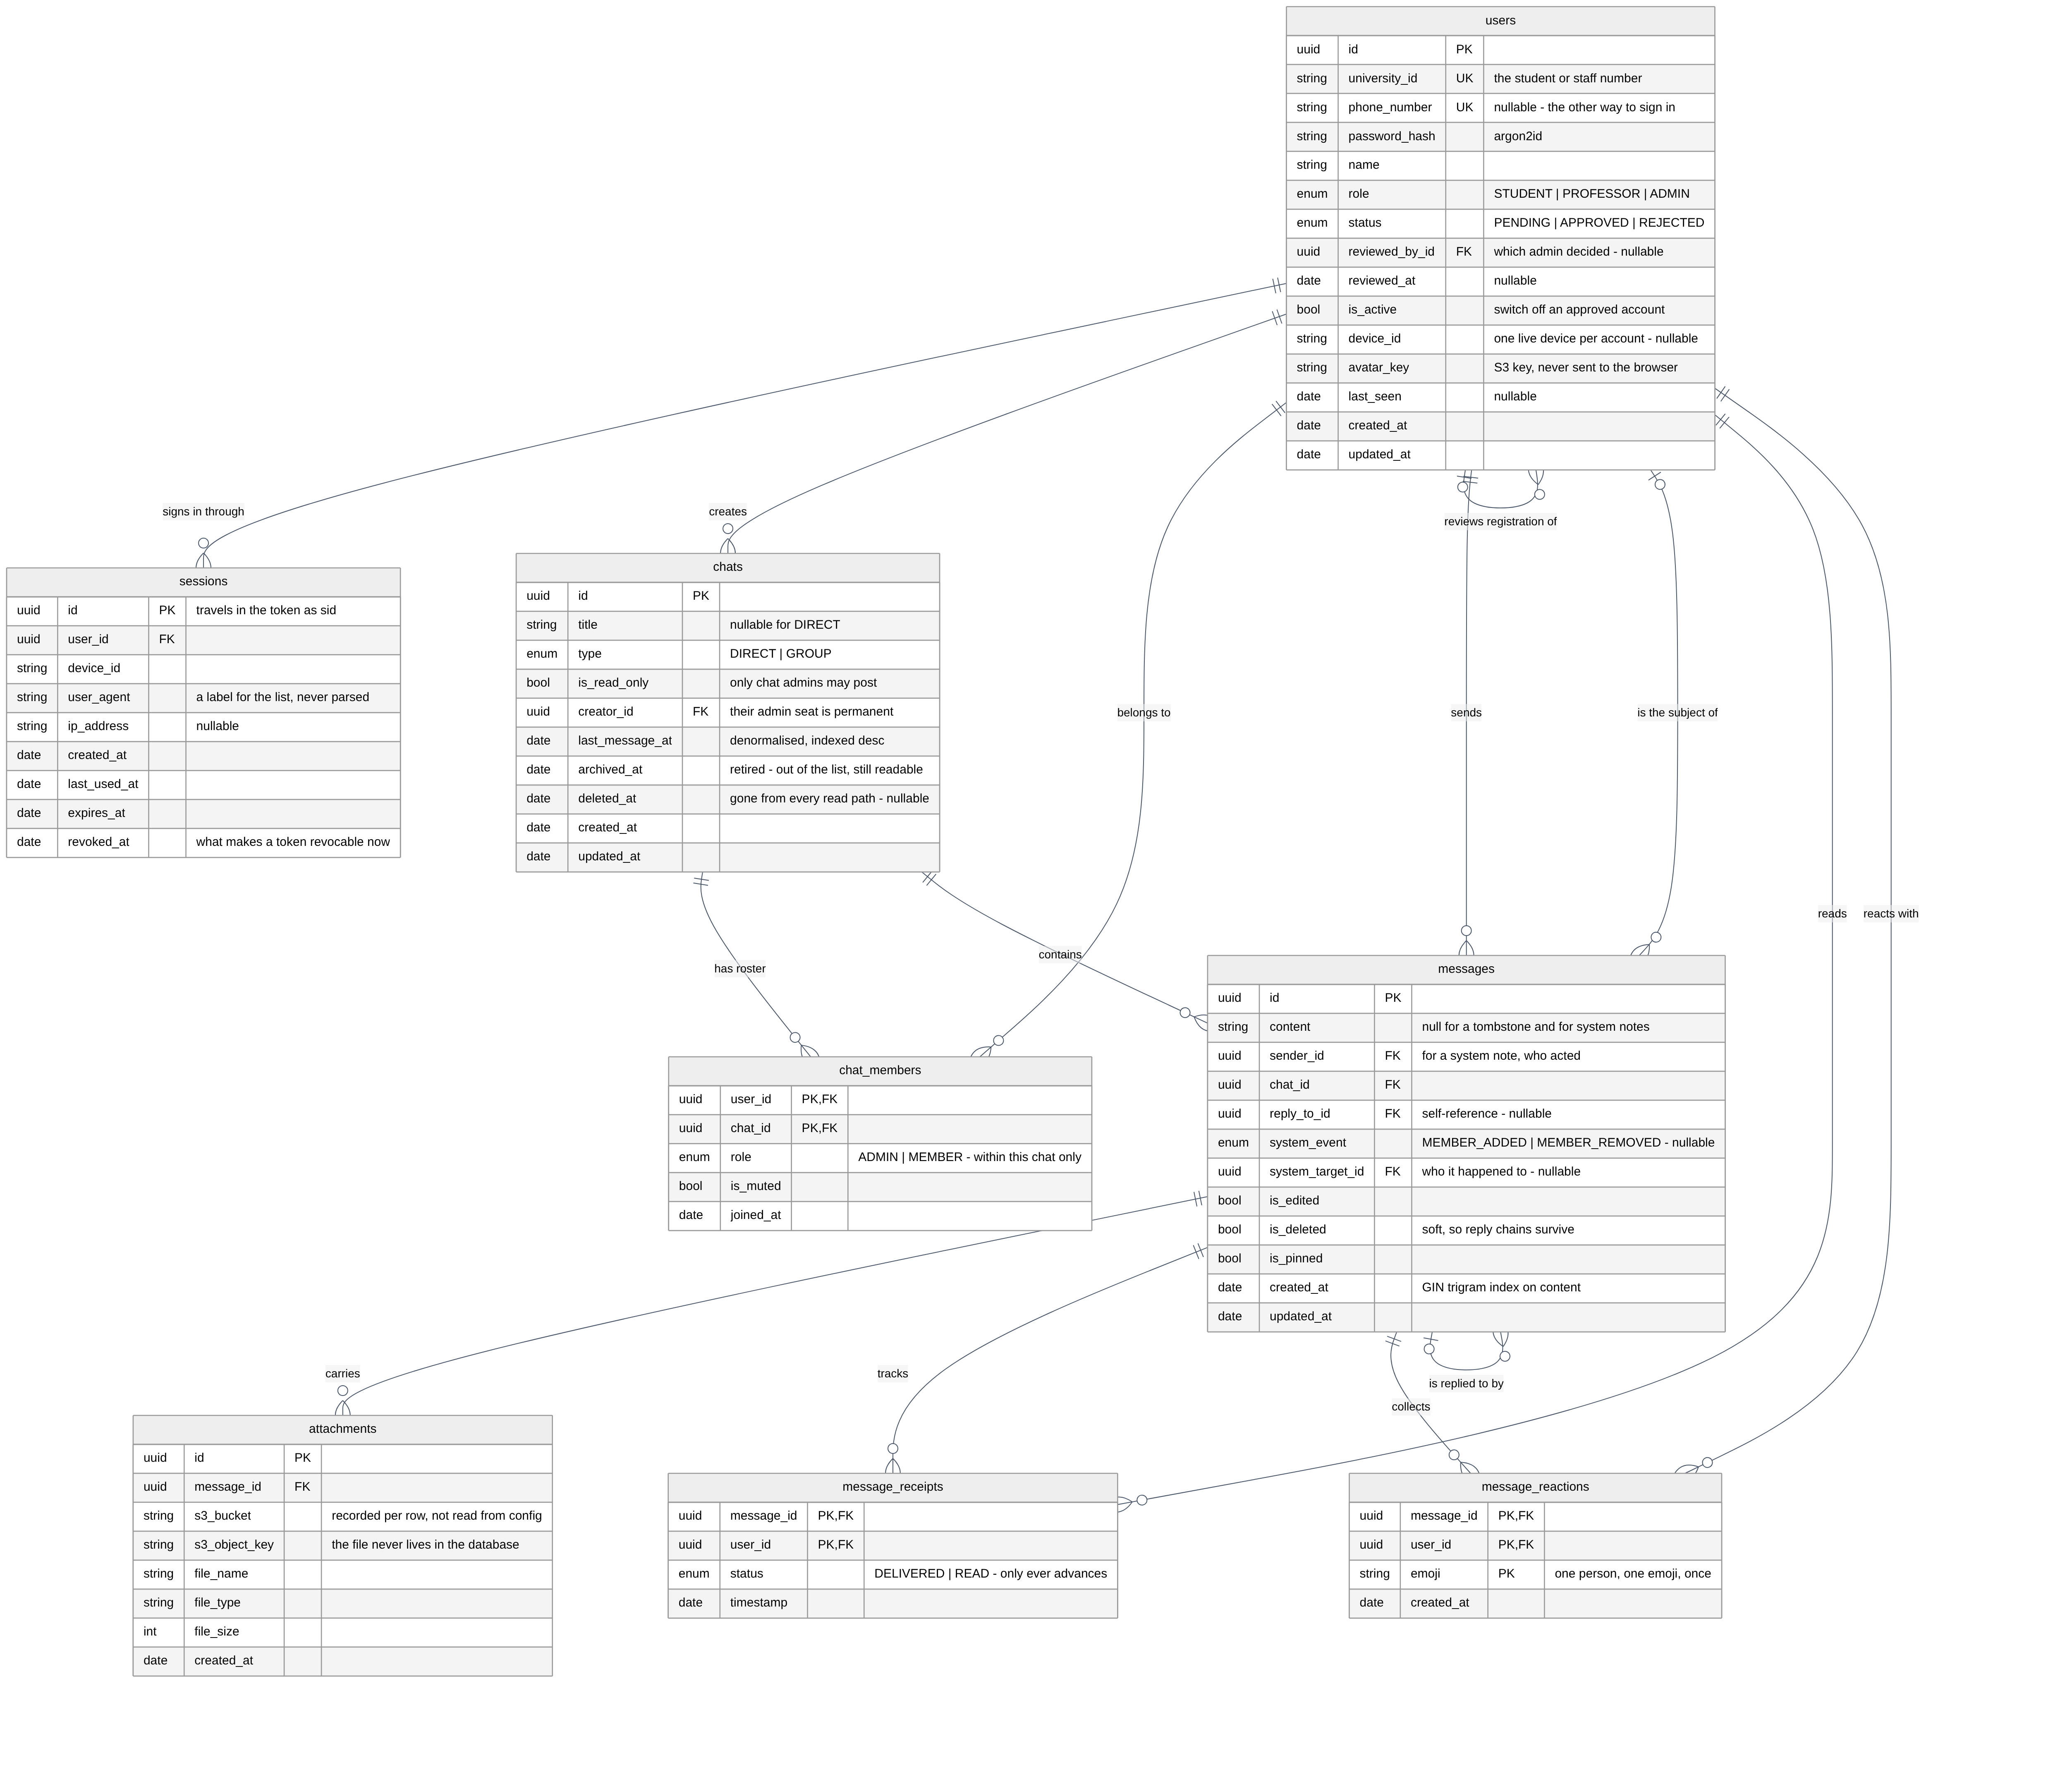 users
uuid id PK
string university_id UK the student or staff number
string phone_number UK nullable - the other way to sign in
string password_hash argon2id
string name
enum role STUDENT | PROFESSOR | ADMIN
enum status PENDING | APPROVED | REJECTED
uuid reviewed_by_id FK which admin decided - nullable
date reviewed_at nullable
bool is_active switch off an approved account
string device_id one live device per account - nullable
string avatar_key S3 key, never sent to the browser
date last_seen nullable
date created_at
date updated_at
signs in through
creates
reviews registration of
sessions
uuid id PK travels in the token as sid
uuid user_id FK
string device_id
string user_agent a label for the list, never parsed
string ip_address nullable
date created_at
date last_used_at
date expires_at
date revoked_at what makes a token revocable now
chats
uuid id PK
string title nullable for DIRECT
enum type DIRECT | GROUP
bool is_read_only only chat admins may post
uuid creator_id FK their admin seat is permanent
date last_message_at denormalised, indexed desc
date archived_at retired - out of the list, still readable
date deleted_at gone from every read path - nullable
date created_at
date updated_at
belongs to
sends
is the subject of
reads
reacts with
has roster
contains
chat_members
uuid user_id PK,FK
uuid chat_id PK,FK
enum role ADMIN | MEMBER - within this chat only
bool is_muted
date joined_at
messages
uuid id PK
string content null for a tombstone and for system notes
uuid sender_id FK for a system note, who acted
uuid chat_id FK
uuid reply_to_id FK self-reference - nullable
enum system_event MEMBER_ADDED | MEMBER_REMOVED - nullable
uuid system_target_id FK who it happened to - nullable
bool is_edited
bool is_deleted soft, so reply chains survive
bool is_pinned
date created_at GIN trigram index on content
date updated_at
carries
tracks
is replied to by
collects
attachments
uuid id PK
uuid message_id FK
string s3_bucket recorded per row, not read from config
string s3_object_key the file never lives in the database
string file_name
string file_type
int file_size
date created_at
message_receipts
uuid message_id PK,FK
uuid user_id PK,FK
enum status DELIVERED | READ - only ever advances
date timestamp
message_reactions
uuid message_id PK,FK
uuid user_id PK,FK
string emoji PK one person, one emoji, once
date created_at